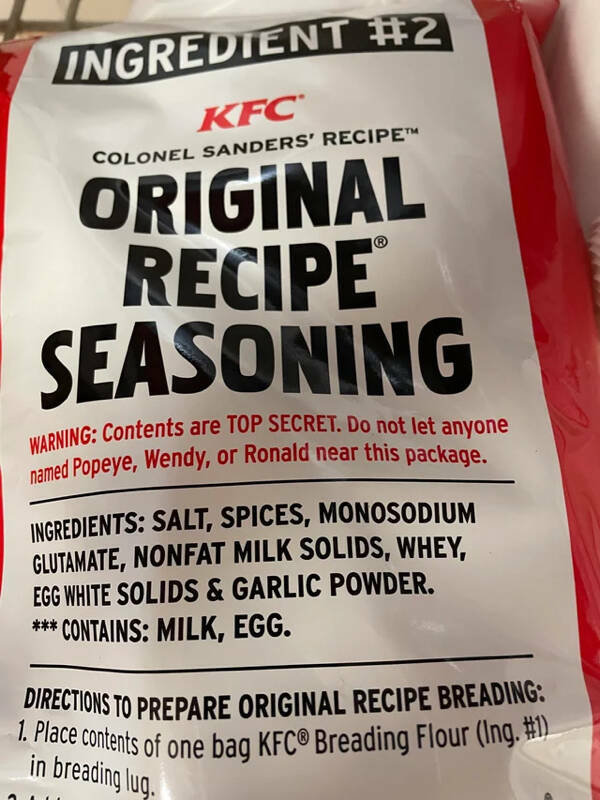 INGREDIENT #2
KFC®
COLONEL SANDERS' RECIPE™
ORIGINAL
RECIPE®
SEASONING
WARNING: Contents are TOP SECRET. Do not let anyone
named Popeye, Wendy, or Ronald near this package.
INGREDIENTS: SALT, SPICES, MONOSODIUM
GLUTAMATE, NONFAT MILK SOLIDS, WHEY,
EGG WHITE SOLIDS & GARLIC POWDER.
*** CONTAINS: MILK, EGG.
DIRECTIONS TO PREPARE ORIGINAL RECIPE BREADING:
1. Place contents of one bag KFC® Breading Flour (Ing. #1)
in breading lug.